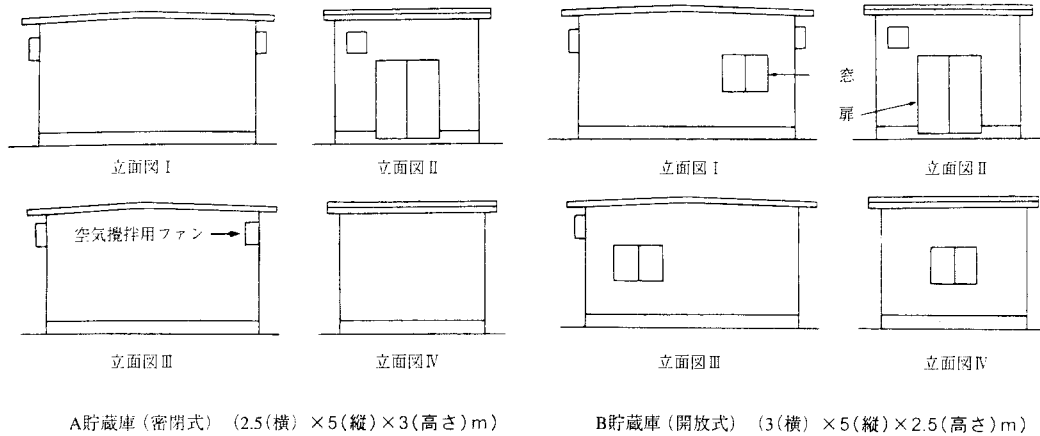 立面図Ⅰ
立面図Ⅱ
空気攪拌用ファン
立面図Ⅲ
立面図Ⅳ
A貯蔵庫（密閉式） (2.5(横) ×5(縦)×3(高さ)m)
窓
扉
立面図Ⅰ
立面図Ⅱ
立面図Ⅲ
立面図Ⅳ
B貯蔵庫（開放式） (3(横) ×5(縦)×2.5(高さ)m)